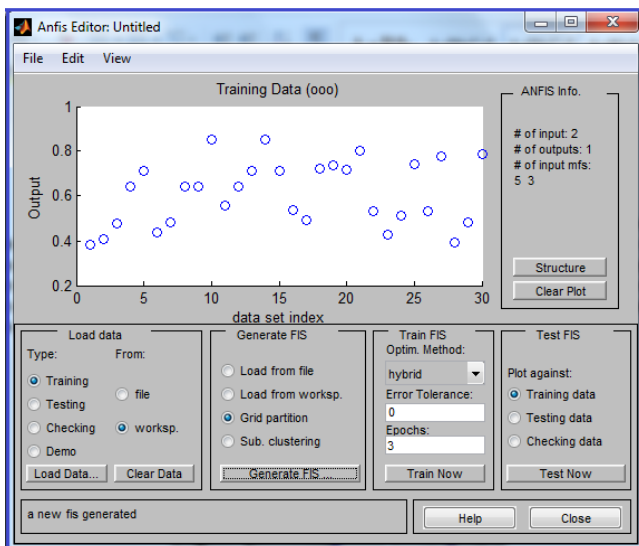 Anfis Editor: Untitled
File Edit View
Training Data (ooo)
1
0.8
0.6
0.4
0.2
Output
0 5 10 15 20 25 30
data set index
ANFIS Info.
# of input: 2
# of outputs: 1
# of input mfs:
5 3
Structure
Clear Plot
Load data
Type: From:
Training
Testing
Checking
Demo
file
worksp.
Load Data... Clear Data
Generate FIS
Load from file
Load from worksp.
Grid partition
Sub. clustering
Generate FIS ...
Train FIS
Optim. Method:
hybrid
Error Tolerance:
0
Epochs:
3
Train Now
Test FIS
Plot against:
Training data
Testing data
Checking data
Test Now
a new fis generated
Help Close